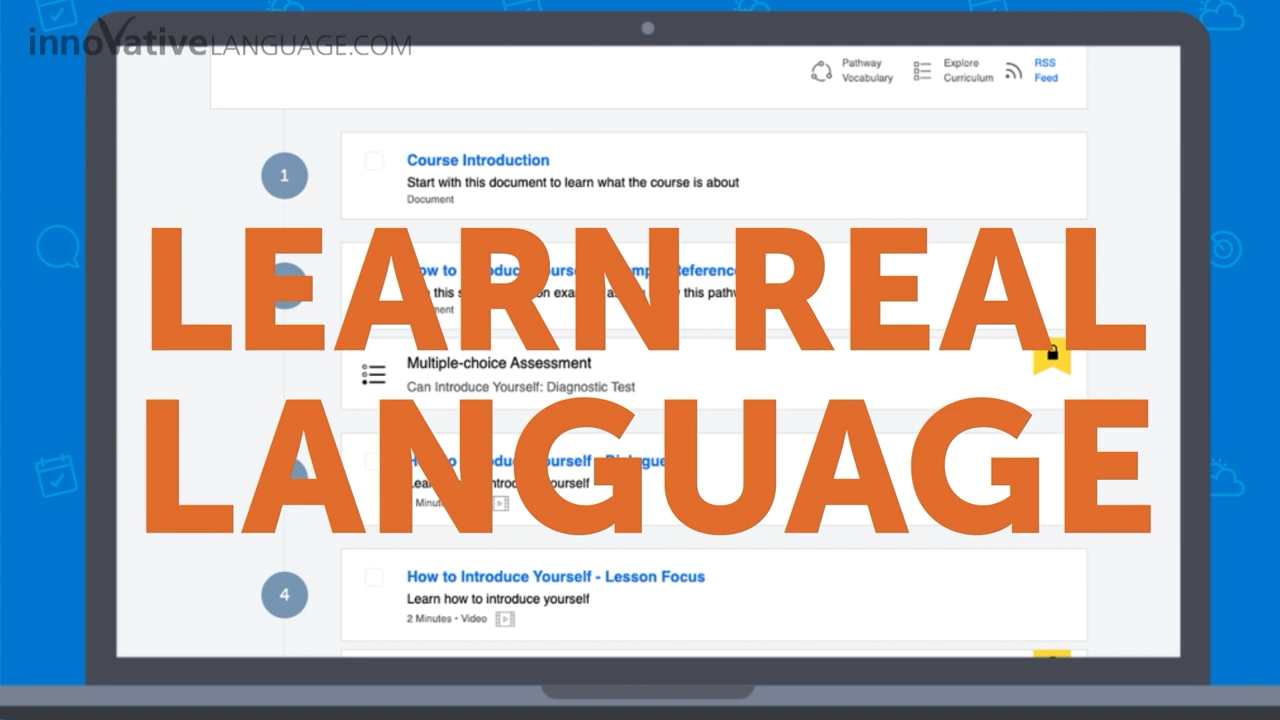 innoVativeLANGUAGE.COM
Pathway
Vocabulary
Explore
Curriculum
RSS
Feed
1
Course Introduction
Start with this document to learn what the course is about
Document
LEARN REAL
this
this
Multiple-choice Assessment
Can Introduce Yourself: Diagnostic Test
LANGUAGE
4
How to Introduce Yourself - Lesson Focus
Learn how to introduce yourself
2 Minutes • Video